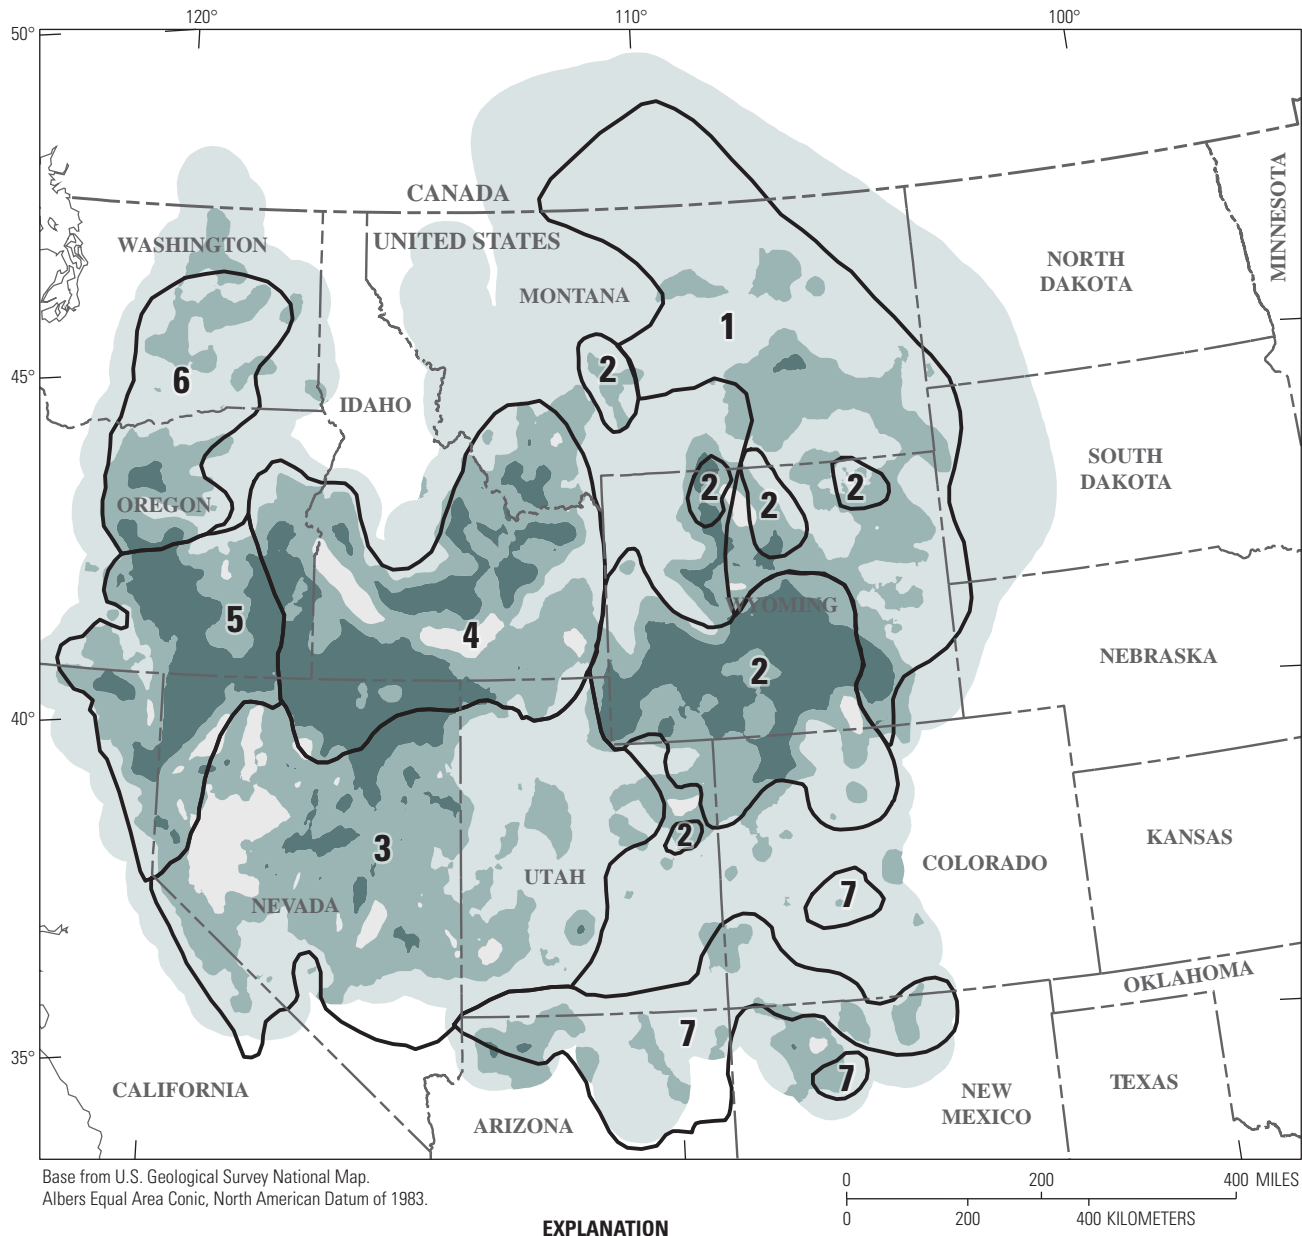 120°
110°
100°
50°
CANADA
UNITED STATES
WASHINGTON
MONTANA
NORTH
DAKOTA
MINNESOTA
1
2
45°
6
IDAHO
SOUTH
DAKOTA
2
2
2
OREGON
WYOMING
5
4
NEBRASKA
2
40°
3
2
KANSAS
UTAH
COLORADO
7
NEVADA
OKLAHOMA
7
35°
7
CALIFORNIA
ARIZONA
NEW
MEXICO
TEXAS
Base from U.S. Geological Survey National Map.
Albers Equal Area Conic, North American Datum of 1983.
0 200 400 MILES
0 200 400 KILOMETERS
EXPLANATION